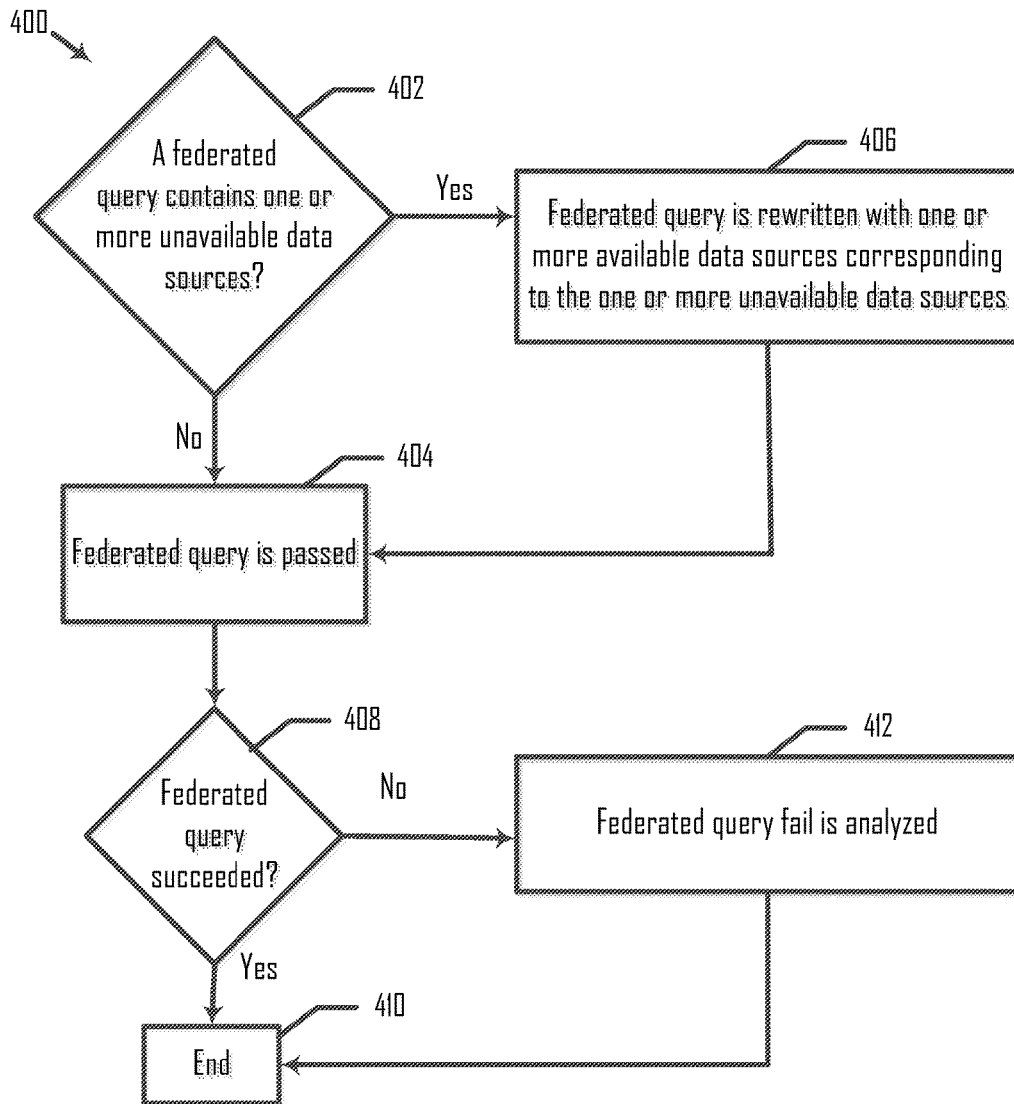 400
402
A federated
query contains one or
more unavailable data
sources?
Yes
406
Federated query is rewritten with one or
more available data sources corresponding
to the one or more unavailable data sources
No
404
Federated query is passed
408
Federated
query
succeeded?
No
412
Federated query fail is analyzed
Yes
410
End